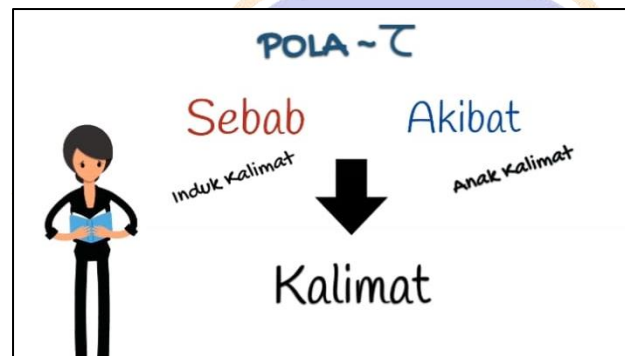 POLA ~ て
Sebab Akibat
Induk Kalimat Anak Kalimat
Kalimat